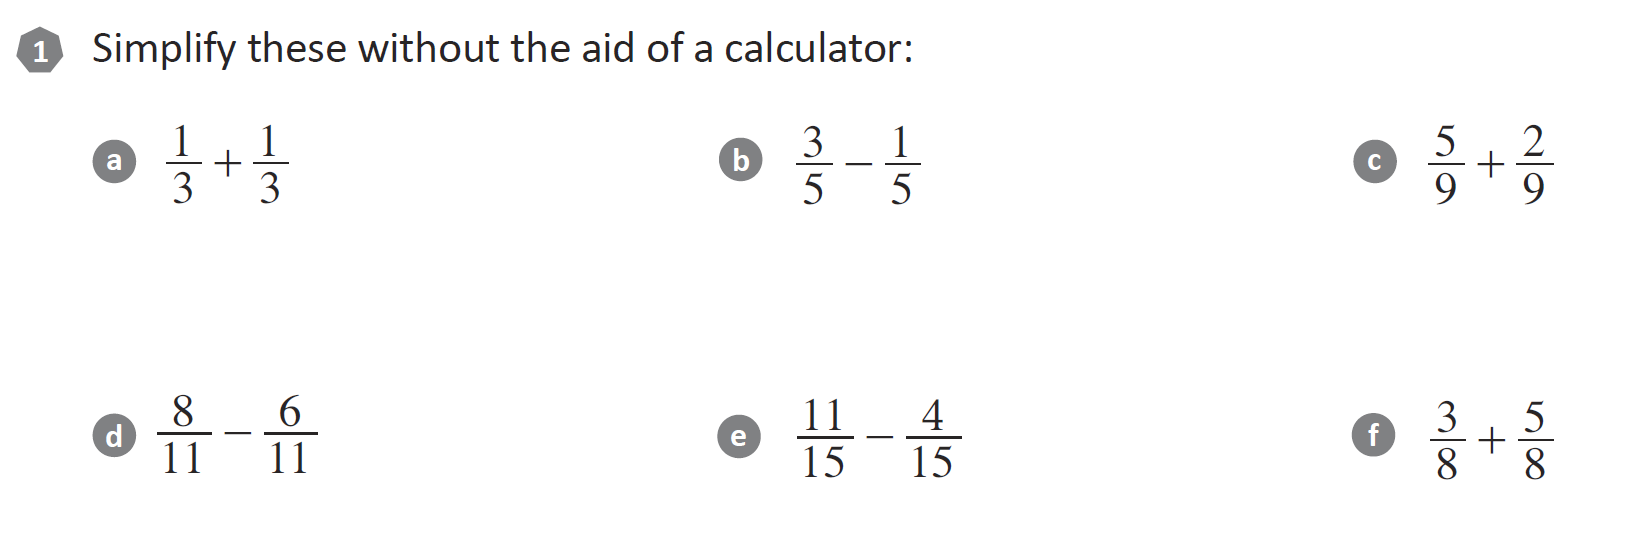 1 Simplify these without the aid of a calculator:
a 1/3 + 1/3 b 3/5 − 1/5 c 5/9 + 2/9
d 8/11 − 6/11 e 11/15 − 4/15 f 3/8 + 5/8